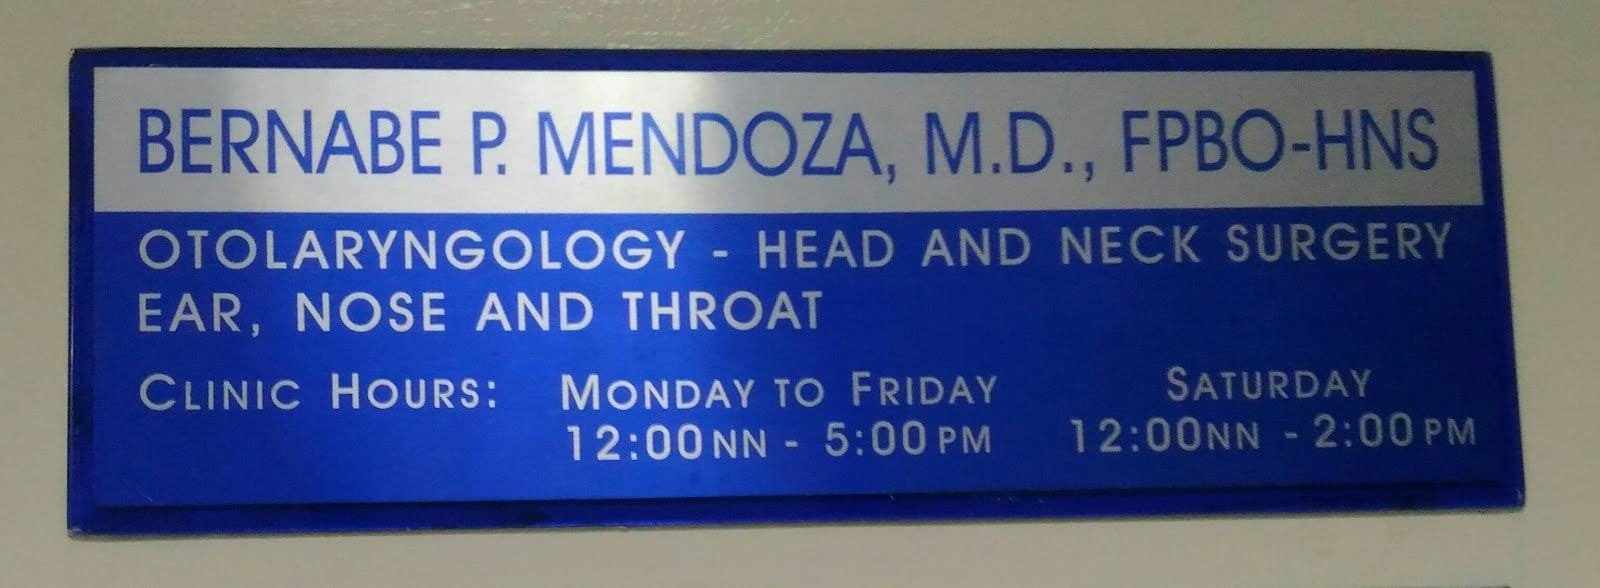 BERNABE P. MENDOZA, M.D., FPBO-HNS
OTOLARYNGOLOGY - HEAD AND NECK SURGERY
EAR, NOSE AND THROAT
CLINIC HOURS: MONDAY TO FRIDAY SATURDAY
12:00NN - 5:00PM 12:00NN - 2:00PM